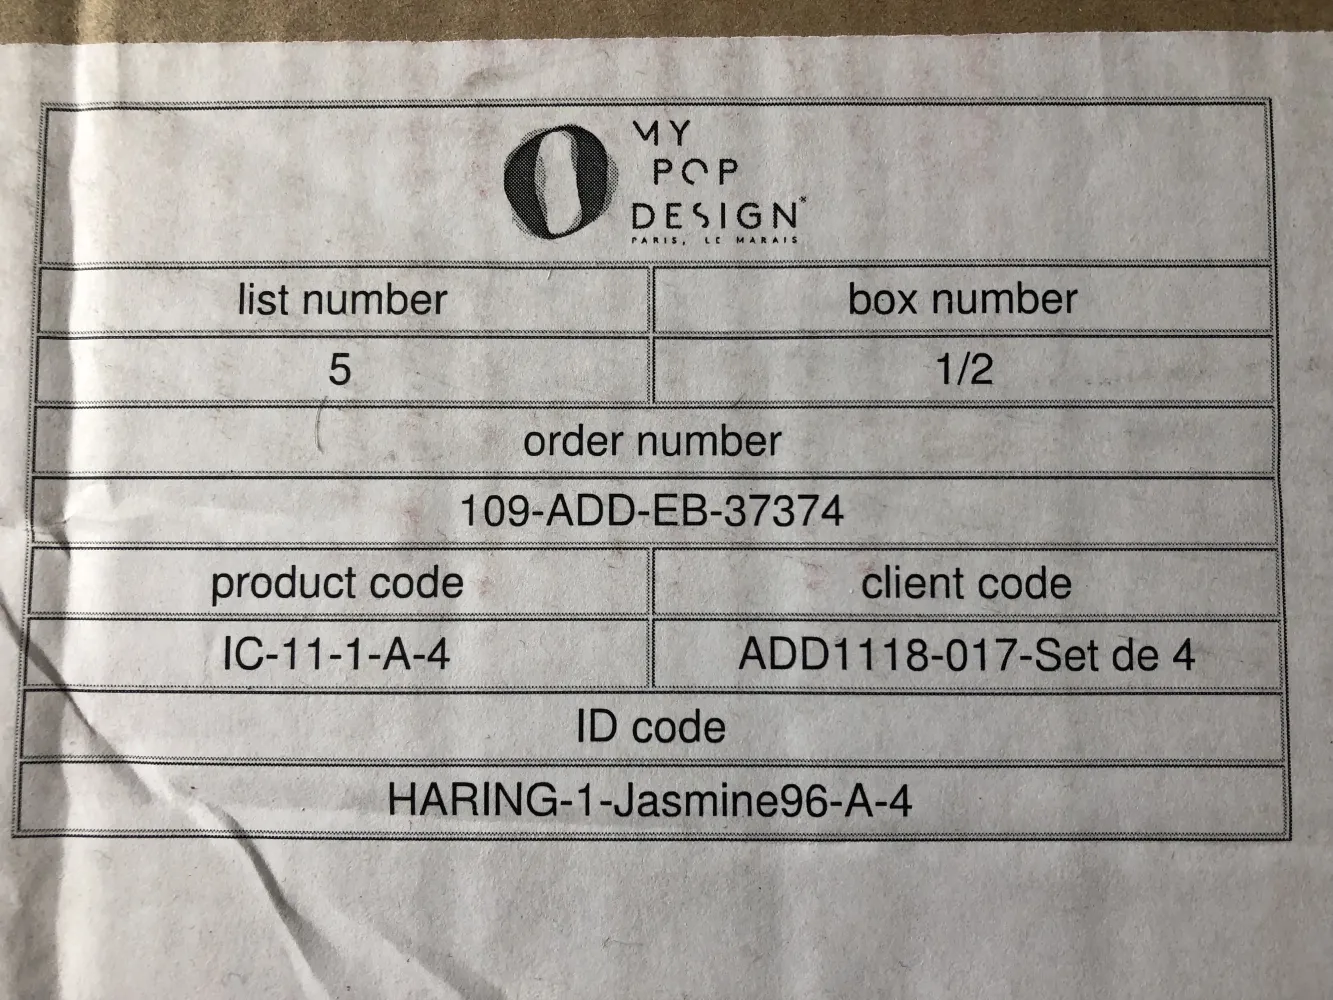 MY
POP
DESIGN*
PARIS, LE MARAIS
list number
box number
5
1/2
order number
109-ADD-EB-37374
product code
client code
IC-11-1-A-4
ADD1118-017-Set de 4
ID code
HARING-1-Jasmine96-A-4